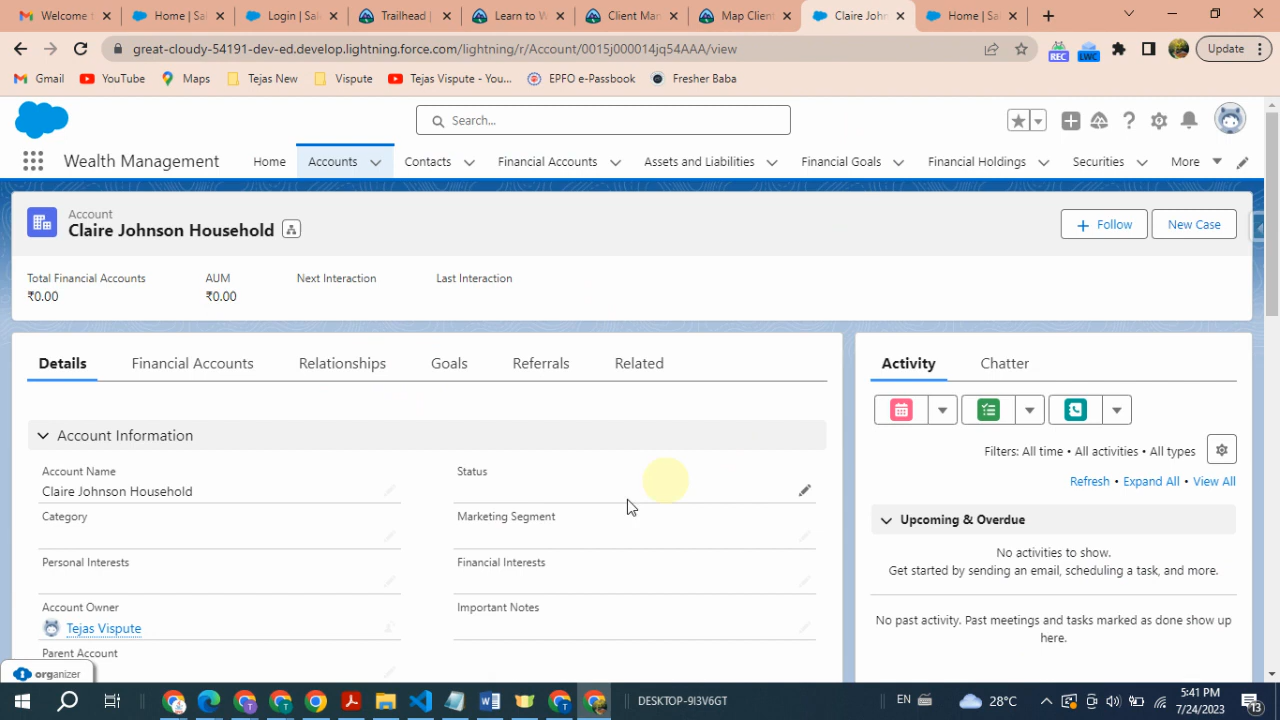 Welcome t
Home | Sal
Login | Sale
Trailhead |
Learn to W
Client Man
Map Client
Claire John
Home | Sal
great-cloudy-54191-dev-ed.develop.lightning.force.com/lightning/r/Account/0015j000014jq54AAA/view
REC
LWC
Update
Gmail
YouTube
Maps
Tejas New
Vispute
Tejas Vispute - You...
EPFO e-Passbook
Fresher Baba
Search...
Wealth Management
Home
Accounts
Contacts
Financial Accounts
Assets and Liabilities
Financial Goals
Financial Holdings
Securities
More
Account
Claire Johnson Household
Follow
New Case
Total Financial Accounts
AUM
Next Interaction
Last Interaction
₹0.00
₹0.00
Details
Financial Accounts
Relationships
Goals
Referrals
Related
Activity
Chatter
Filters: All time • All activities • All types
Refresh • Expand All • View All
Account Information
Account Name
Claire Johnson Household
Status
Category
Marketing Segment
Personal Interests
Financial Interests
Account Owner
Tejas Vispute
Important Notes
Parent Account
Upcoming & Overdue
No activities to show.
Get started by sending an email, scheduling a task, and more.
No past activity. Past meetings and tasks marked as done show up
here.
organizer
DESKTOP-9I3V6GT
EN
28°C
5:41 PM
7/24/2023
13